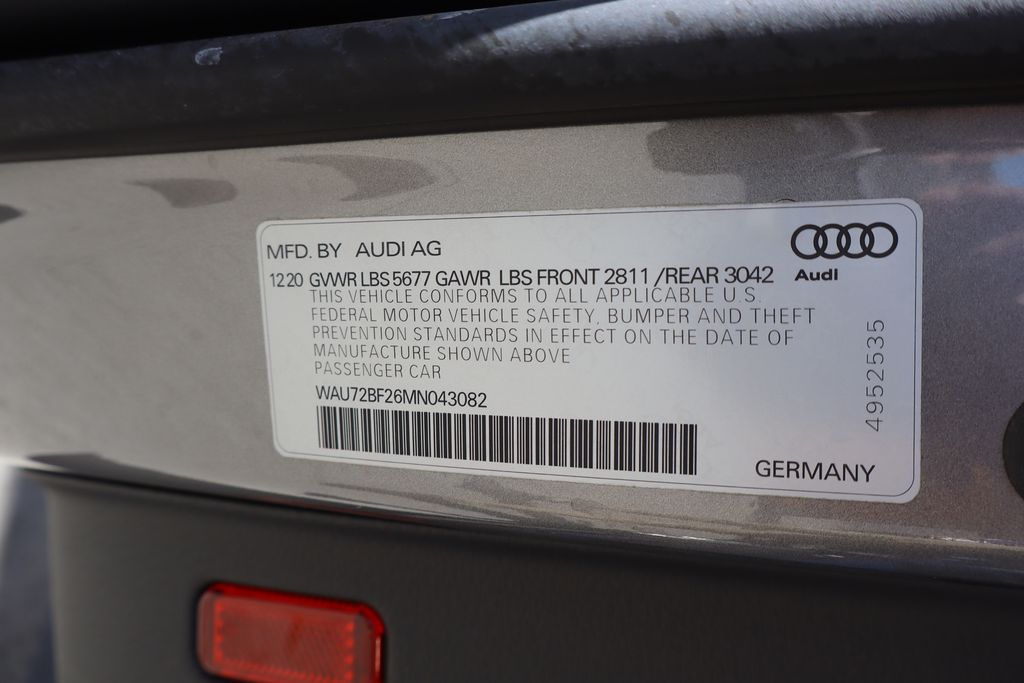 MFD. BY AUDI AG
Audi
12 20 GVWR LBS 5677 GAWR LBS FRONT 2811 /REAR 3042
THIS VEHICLE CONFORMS TO ALL APPLICABLE U.S.
FEDERAL MOTOR VEHICLE SAFETY, BUMPER AND THEFT
PREVENTION STANDARDS IN EFFECT ON THE DATE OF
MANUFACTURE SHOWN ABOVE
PASSENGER CAR
WAU72BF26MN043082
4952535
GERMANY